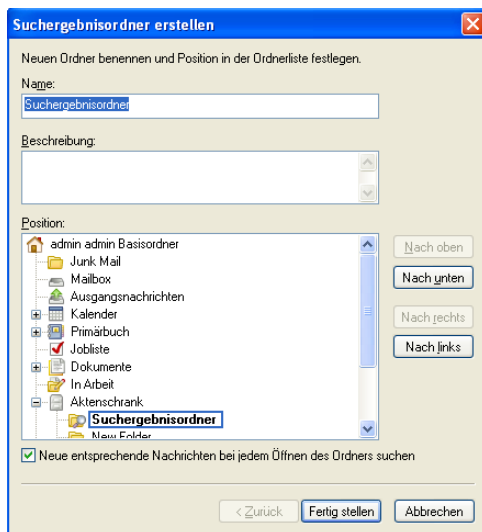 Suchergebnisordner erstellen
Neuen Ordner benennen und Position in der Ordnerliste festlegen.
Name:
Suchergebnisordner
Beschreibung:
Position:
admin admin Basisordner
Junk Mail
Mailbox
Ausgangsnachrichten
Kalender
Primärbuch
Jobliste
Dokumente
In Arbeit
Aktenschrank
Suchergebnisordner
New Folder
Nach oben
Nach unten
Nach rechts
Nach links
Neue entsprechende Nachrichten bei jedem Öffnen des Ordners suchen
< Zurück
Fertig stellen
Abbrechen